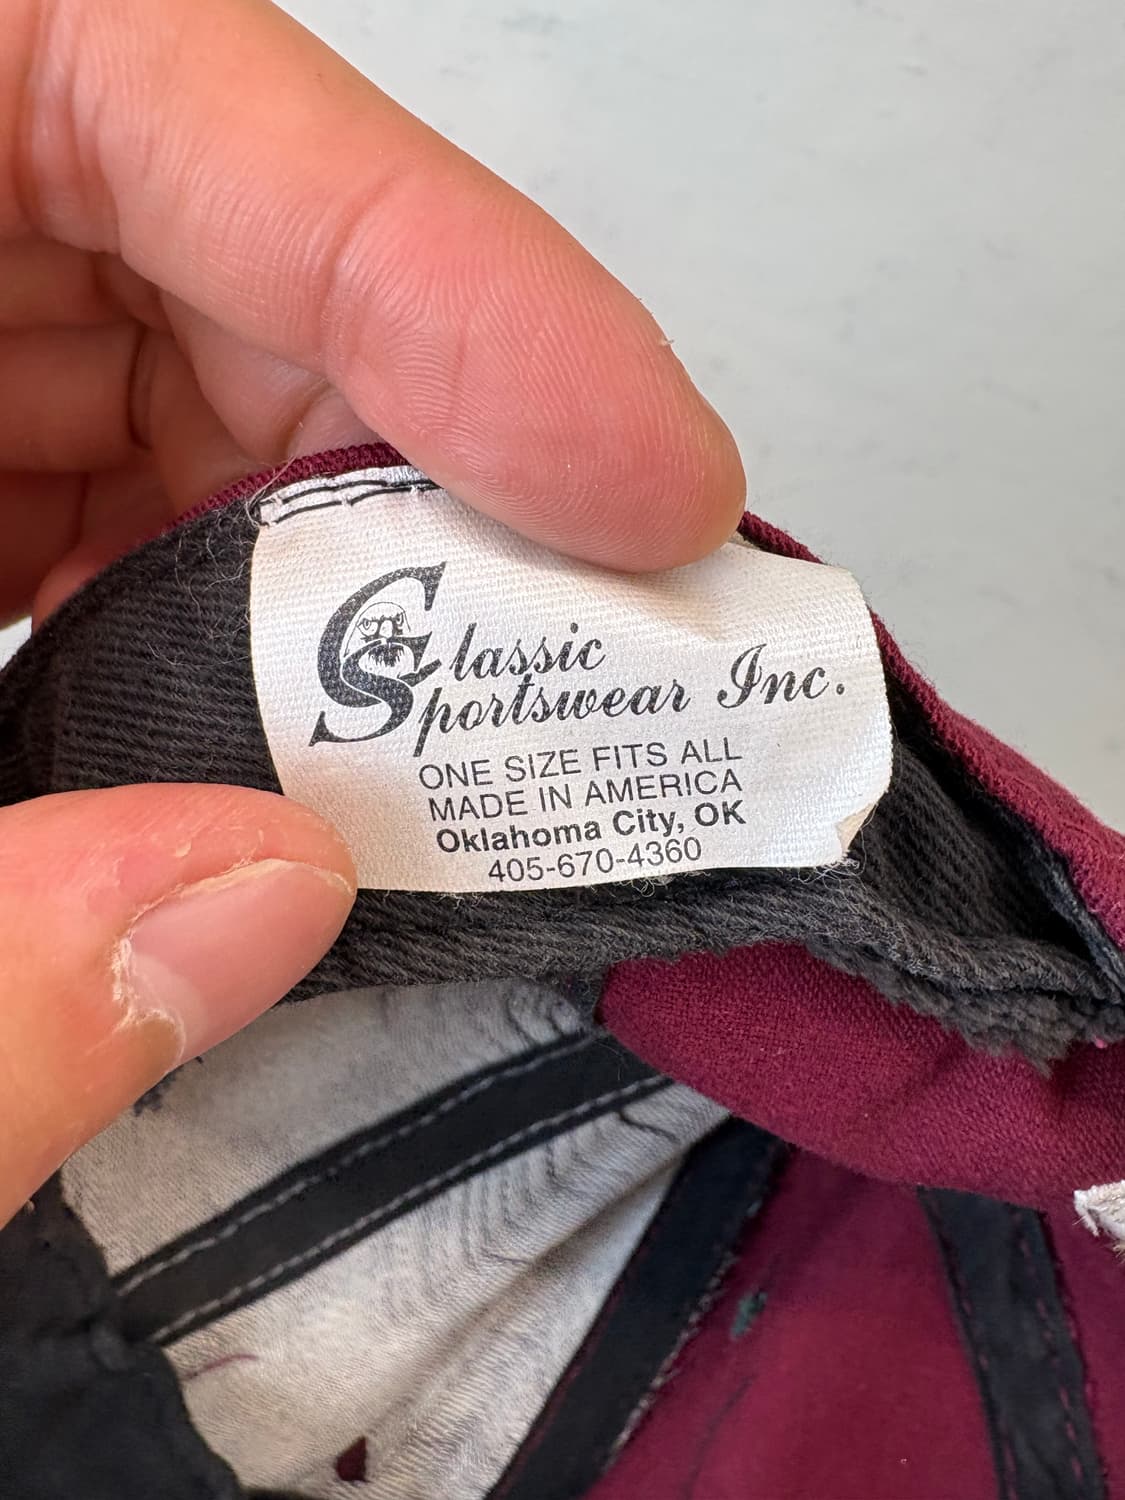 Classic
Sportswear Inc.
ONE SIZE FITS ALL
MADE IN AMERICA
Oklahoma City, OK
405-670-4360